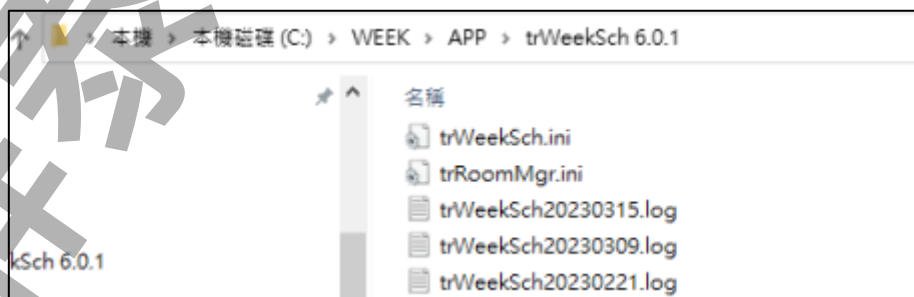 本機 > 本機磁碟 (C:) > WEEK > APP > trWeekSch 6.0.1
名稱
trWeekSch.ini
trRoomMgr.ini
trWeekSch20230315.log
trWeekSch20230309.log
kSch 6.0.1
trWeekSch20230221.log